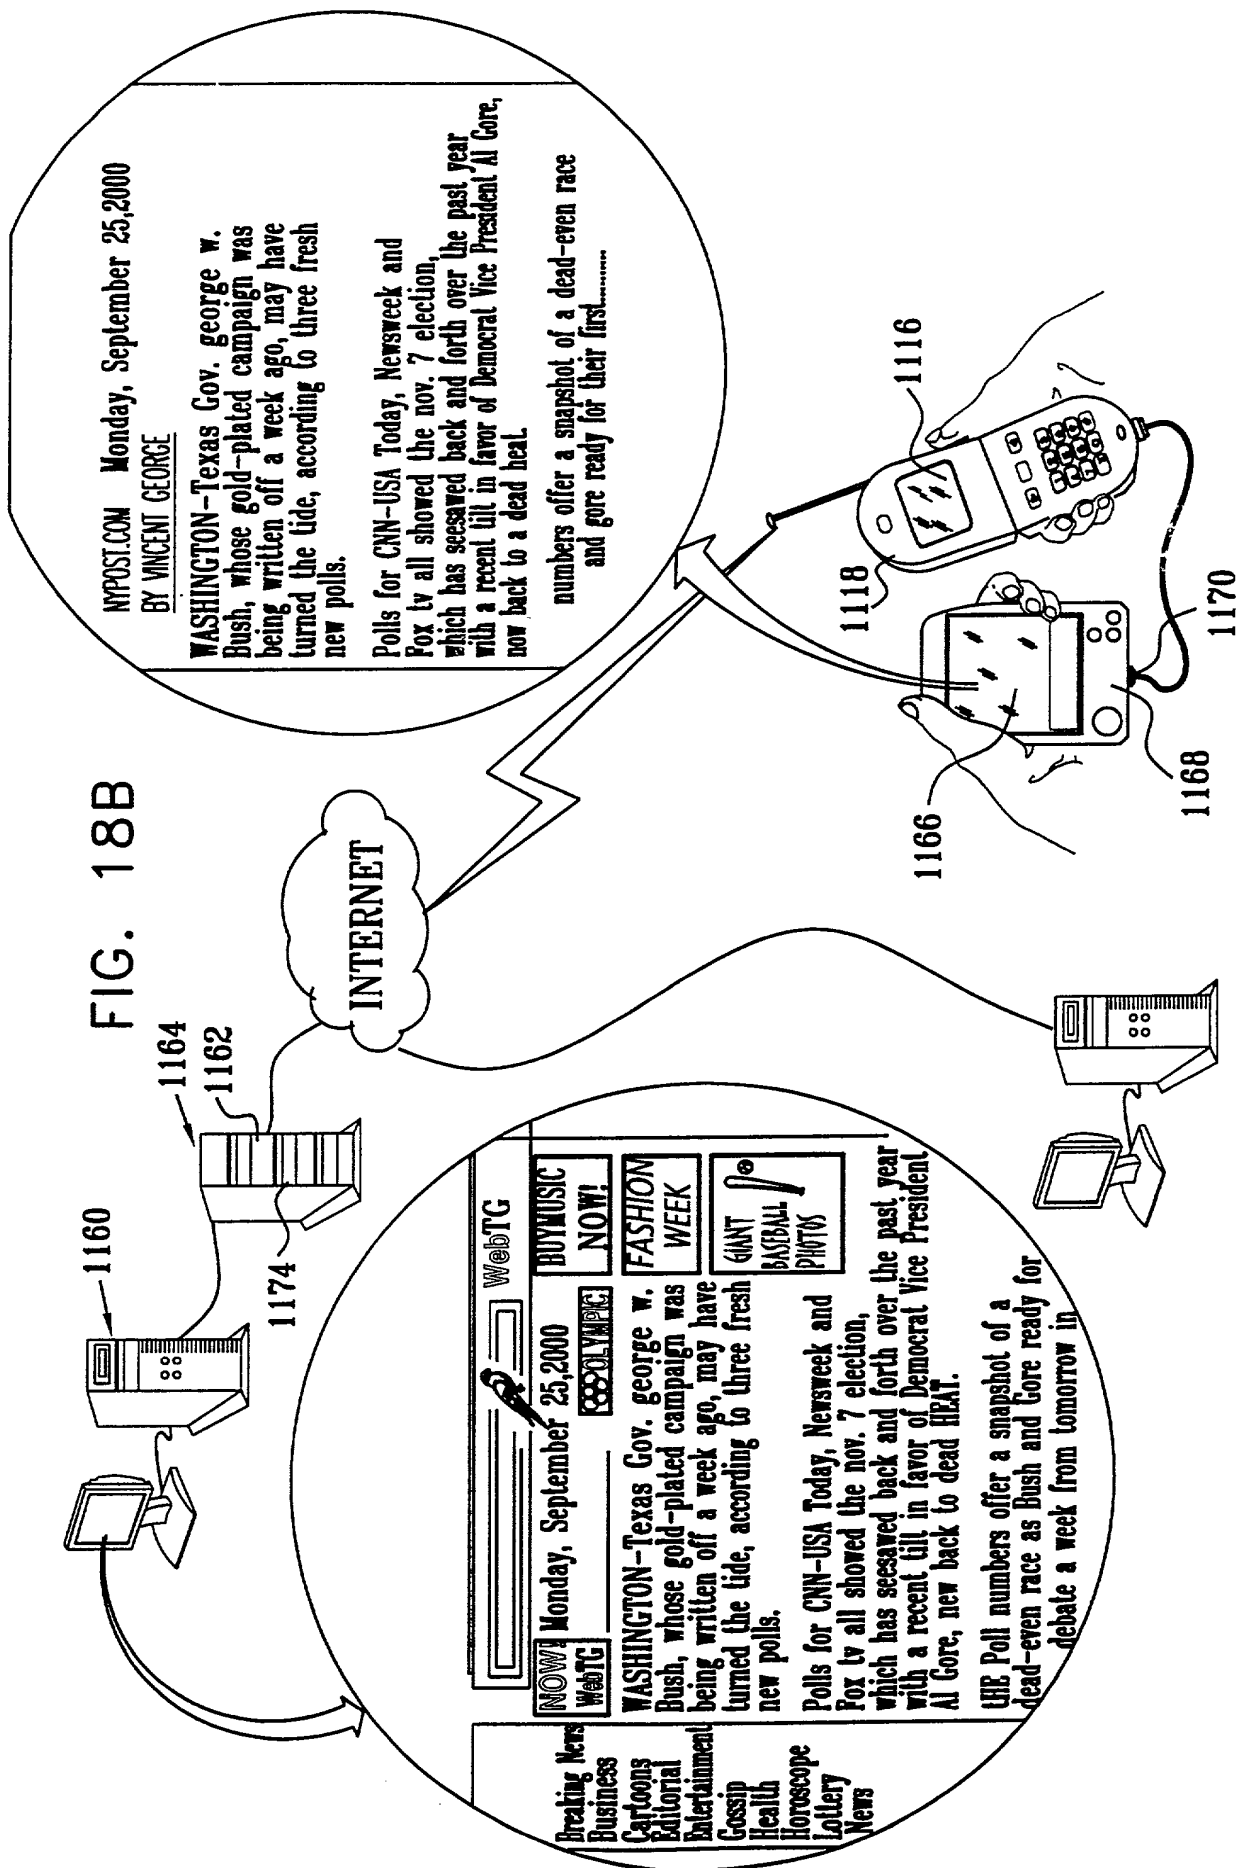 FIG. 18B
1160
1164
1162
1174
INTERNET
NYPOST.COM Monday, September 25,2000
BY VINCENT GEORGE
WASHINGTON-Texas Gov. george w.
Bush, whose gold-plated campaign was
being written off a week ago, may have
turned the tide, according to three fresh
new polls.
Polls for CNN-USA Today, Newsweek and
Fox tv all showed the nov. 7 election,
which has seesawed back and forth over the past year
with a recent tilt in favor of Democrat Vice President Al Gore,
now back to a dead heat.
numbers offer a snapshot of a dead-even race
and gore ready for their first.........
WebTG
NOW!
WebTG
Monday, September 25,2000
OLYMPIC
BUYMUSIC
NOW!
FASHION
WEEK
GIANT
BASEBALL
PHOTOS
Breaking News
Business
Cartoons
Editorial
Entertainment
Gossip
Health
Horoscope
Lottery
News
WASHINGTON-Texas Gov. george w.
Bush, whose gold-plated campaign was
being written off a week ago, may have
turned the tide, according to three fresh
new polls.
Polls for CNN-USA Today, Newsweek and
Fox tv all showed the nov. 7 election,
which has seesawed back and forth over the past year
with a recent tilt in favor of Democrat Vice President
Al Gore, new back to dead HEAT.
tHE Poll numbers offer a snapshot of a
dead-even race as Bush and Gore ready for
debate a week from tomorrow in
1166
1168
1118
1116
1170